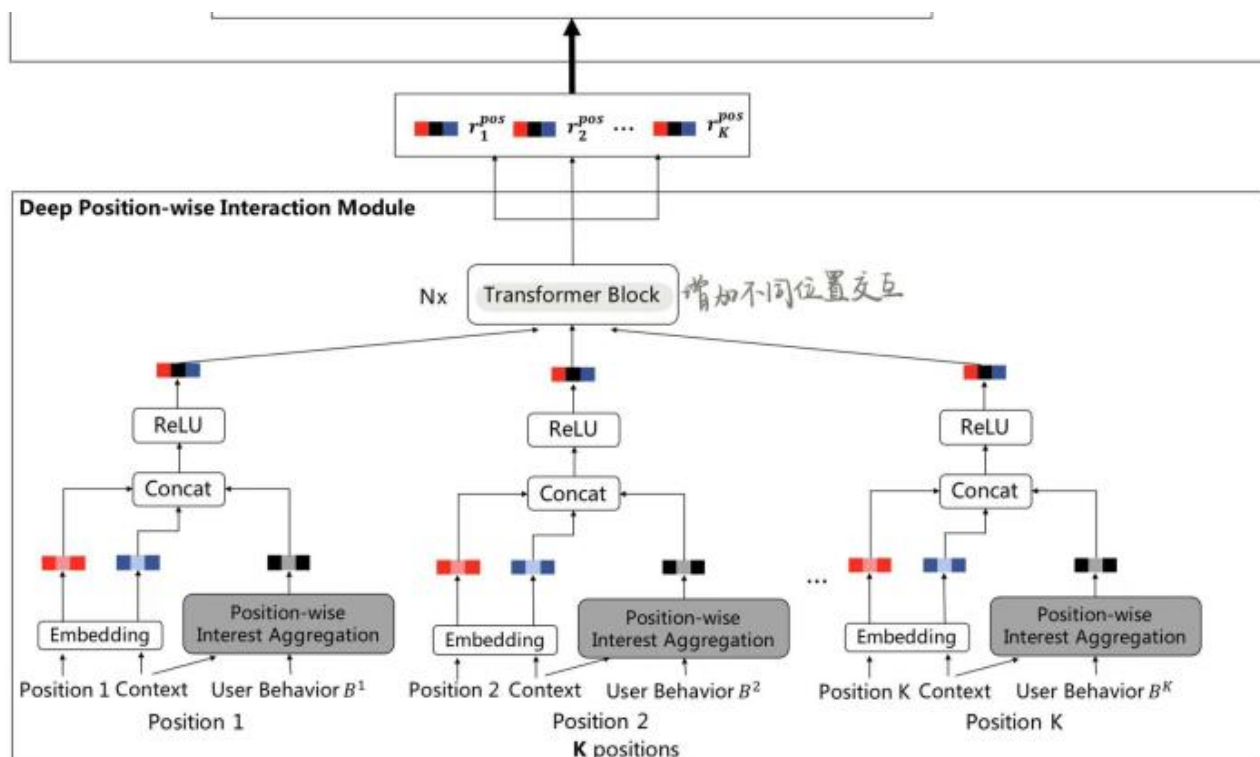 r_1^{pos} r_2^{pos} ... r_K^{pos}
Deep Position-wise Interaction Module
Nx Transformer Block 增加不同位置交互
ReLU ReLU ReLU
Concat Concat Concat
...
Position-wise Interest Aggregation
Embedding
Position-wise Interest Aggregation
Embedding
Position-wise Interest Aggregation
Embedding
Position 1 Context User Behavior B^1
Position 2 Context User Behavior B^2
Position K Context User Behavior B^K
Position 1 Position 2 Position K
K positions